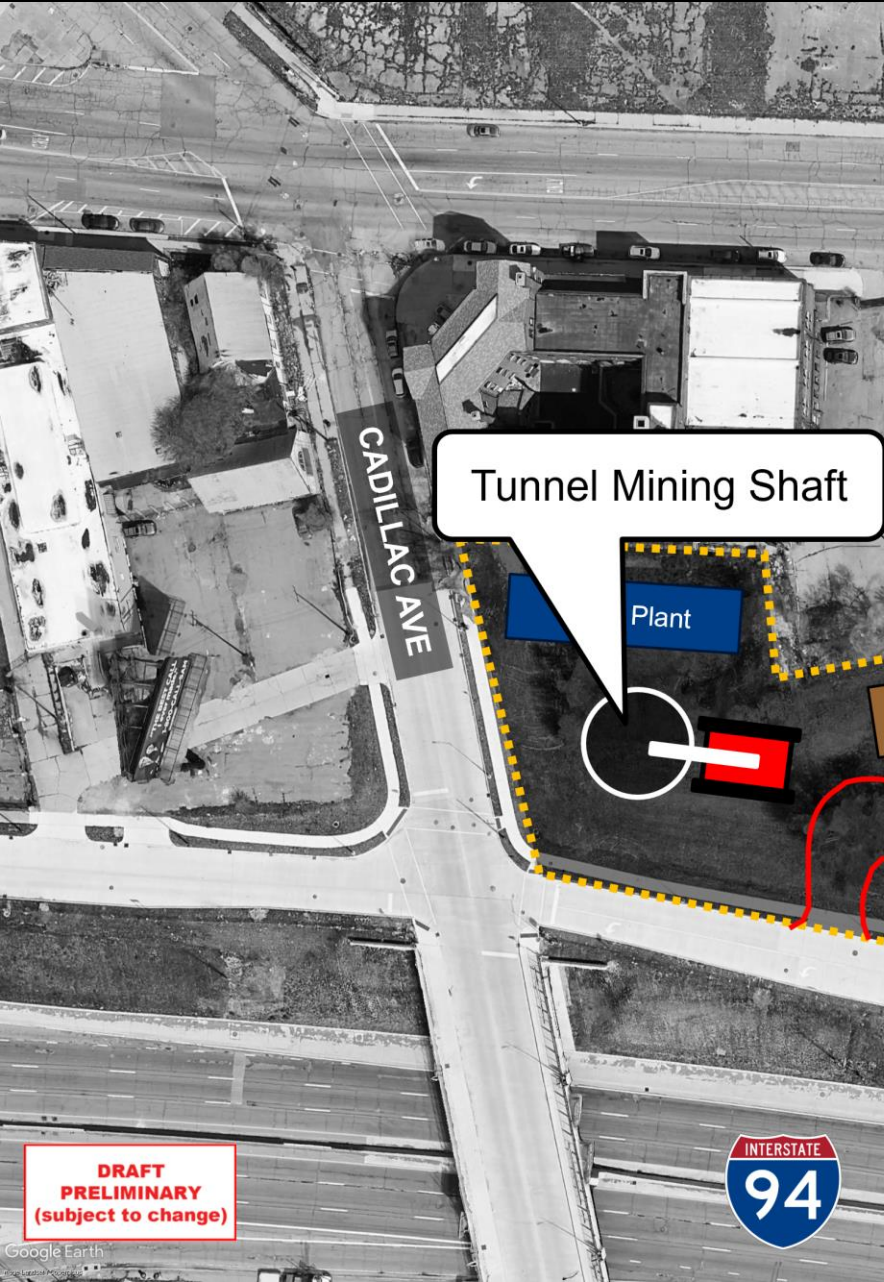 Tunnel Mining Shaft
CADILLAC AVE
Plant
INTERSTATE
94
DRAFT
PRELIMINARY
(subject to change)
Google Earth